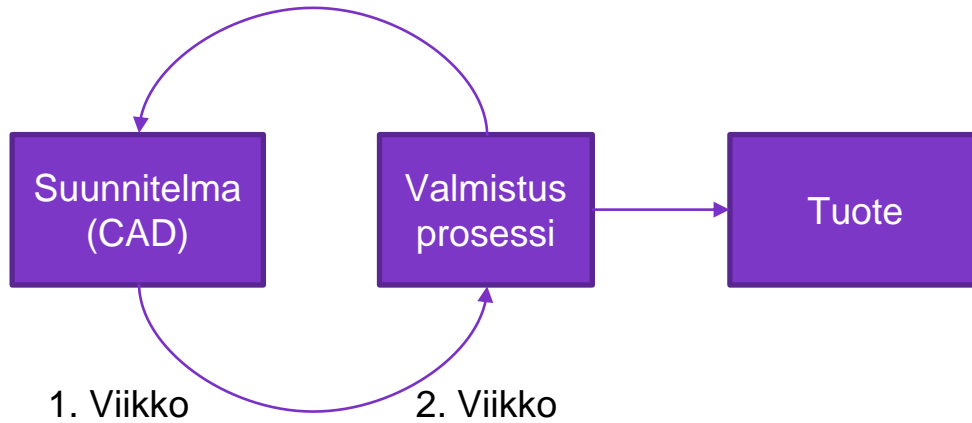 Suunnitelma
(CAD)
Valmistus
prosessi
Tuote
1. Viikko
2. Viikko